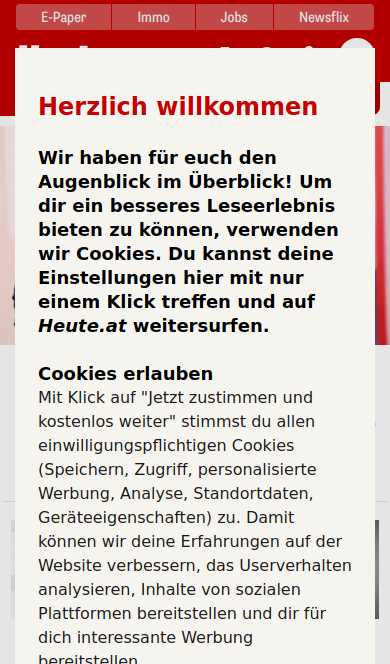 E-Paper Immo Jobs Newsflix
Herzlich willkommen
Wir haben für euch den
Augenblick im Überblick! Um
dir ein besseres Leseerlebnis
bieten zu können, verwenden
wir Cookies. Du kannst deine
Einstellungen hier mit nur
einem Klick treffen und auf
Heute.at weitersurfen.
Cookies erlauben
Mit Klick auf "Jetzt zustimmen und
kostenlos weiter" stimmst du allen
einwilligungspflichtigen Cookies
(Speichern, Zugriff, personalisierte
Werbung, Analyse, Standortdaten,
Geräteeigenschaften) zu. Damit
können wir deine Erfahrungen auf der
Website verbessern, das Userverhalten
analysieren, Inhalte von sozialen
Plattformen bereitstellen und dir für
dich interessante Werbung
bereitstellen